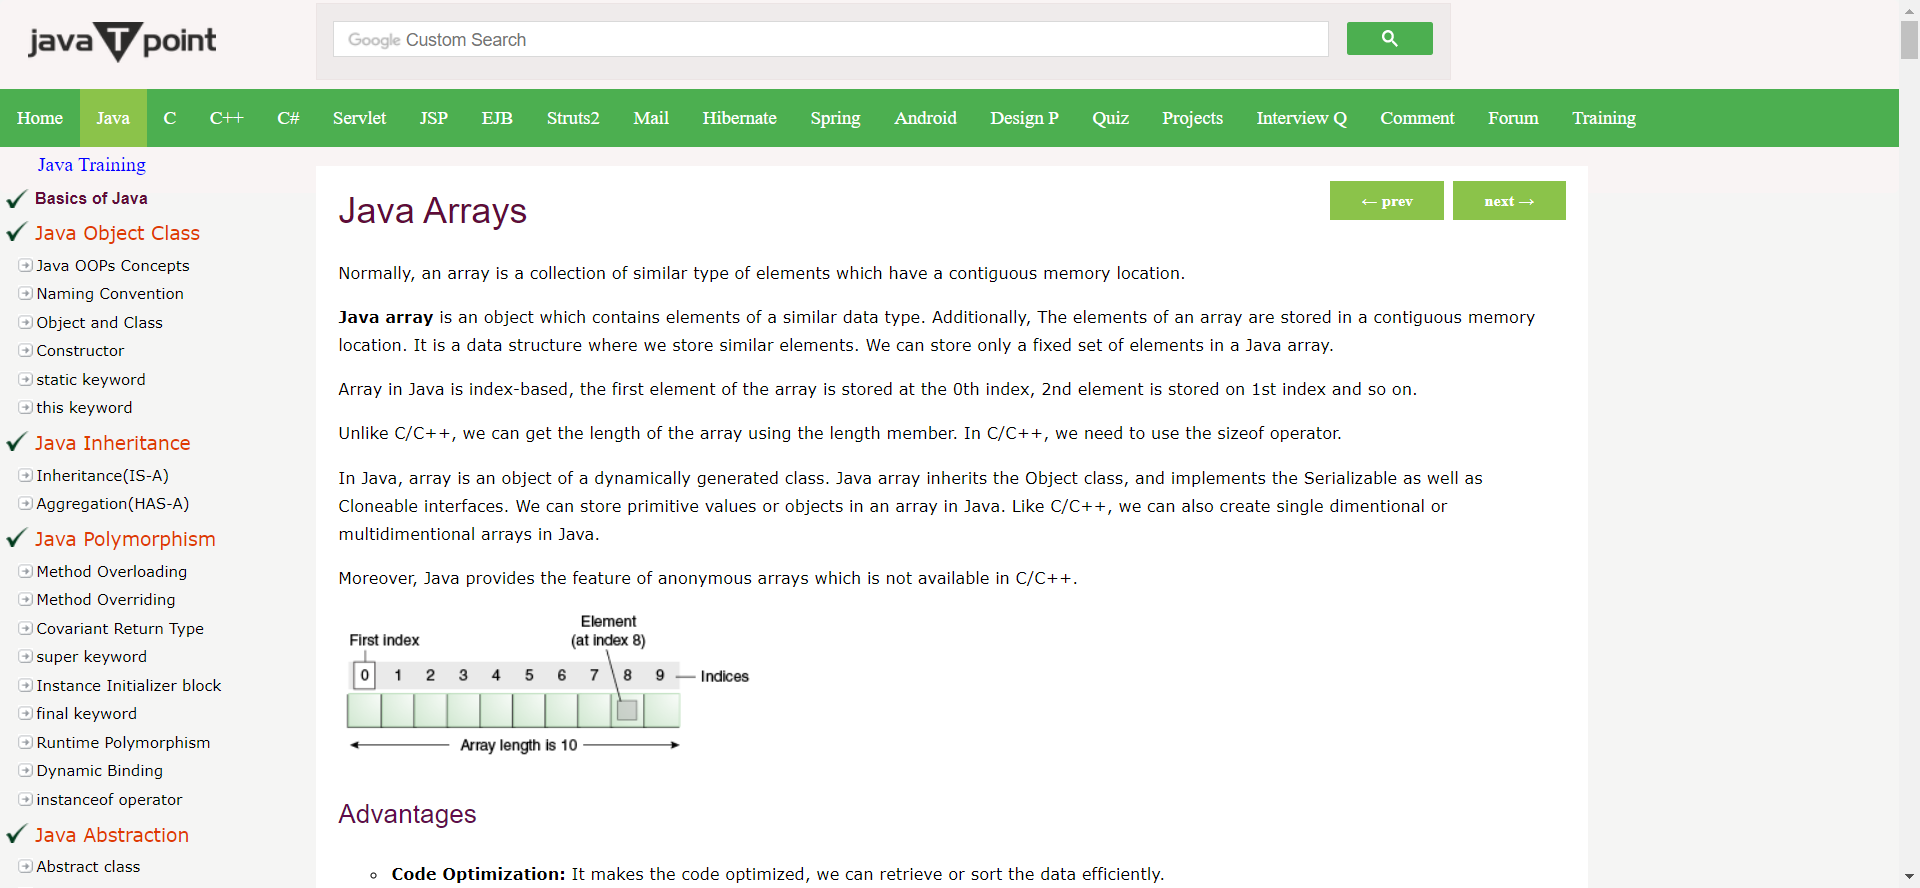 java T point
Google Custom Search
Home Java C C++ C# Servlet JSP EJB Struts2 Mail Hibernate Spring Android Design P Quiz Projects Interview Q Comment Forum Training
Java Training
Basics of Java
Java Object Class
Java OOPs Concepts
Naming Convention
Object and Class
Constructor
static keyword
this keyword
Java Inheritance
Inheritance(IS-A)
Aggregation(HAS-A)
Java Polymorphism
Method Overloading
Method Overriding
Covariant Return Type
super keyword
Instance Initializer block
final keyword
Runtime Polymorphism
Dynamic Binding
instanceof operator
Java Abstraction
Abstract class
← prev
next →
Java Arrays
Normally, an array is a collection of similar type of elements which have a contiguous memory location.
Java array is an object which contains elements of a similar data type. Additionally, The elements of an array are stored in a contiguous memory
location. It is a data structure where we store similar elements. We can store only a fixed set of elements in a Java array.
Array in Java is index-based, the first element of the array is stored at the 0th index, 2nd element is stored on 1st index and so on.
Unlike C/C++, we can get the length of the array using the length member. In C/C++, we need to use the sizeof operator.
In Java, array is an object of a dynamically generated class. Java array inherits the Object class, and implements the Serializable as well as
Cloneable interfaces. We can store primitive values or objects in an array in Java. Like C/C++, we can also create single dimentional or
multidimentional arrays in Java.
Moreover, Java provides the feature of anonymous arrays which is not available in C/C++.
Element
First index (at index 8)
0 1 2 3 4 5 6 7 8 9 Indices
Array length is 10
Advantages
Code Optimization: It makes the code optimized, we can retrieve or sort the data efficiently.